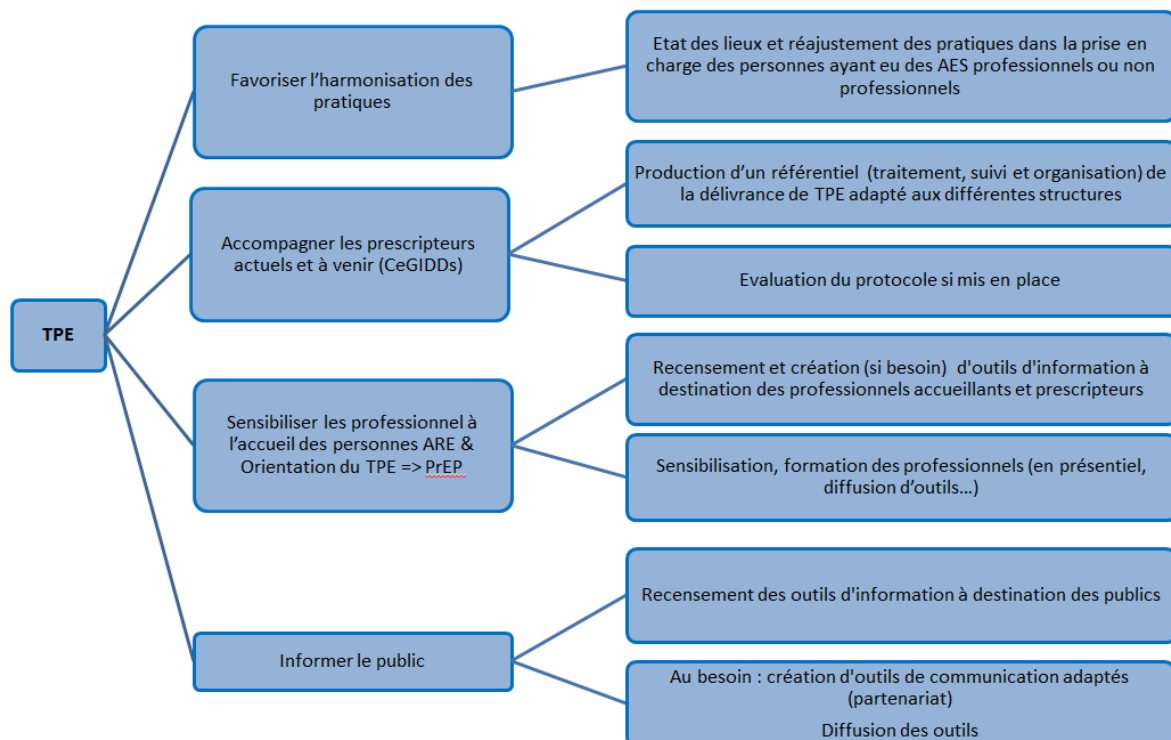 TPE
Favoriser l’harmonisation des
pratiques
Etat des lieux et réajustement des pratiques dans la prise en
charge des personnes ayant eu des AES professionnels ou non
professionnels
Accompagner les prescripteurs
actuels et à venir (CeGIDDs)
Production d’un référentiel (traitement, suivi et organisation) de
la délivrance de TPE adapté aux différentes structures
Evaluation du protocole si mis en place
Sensibiliser les professionnel à
l’accueil des personnes ARE &
Orientation du TPE => PrEP
Recensement et création (si besoin) d'outils d'information à
destination des professionnels accueillants et prescripteurs
Sensibilisation, formation des professionnels (en présentiel,
diffusion d’outils…)
Informer le public
Recensement des outils d'information à destination des publics
Au besoin : création d'outils de communication adaptés
(partenariat)
Diffusion des outils